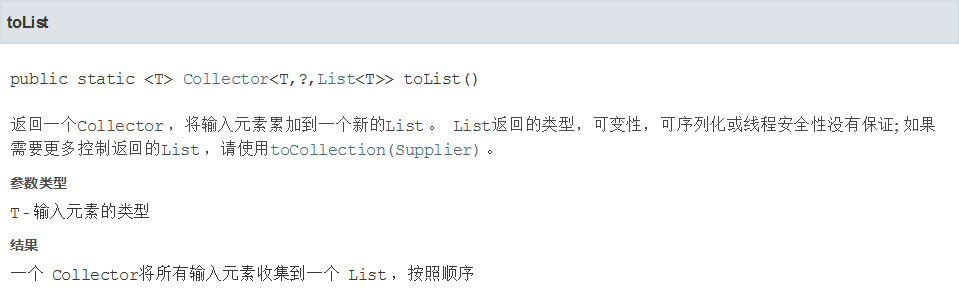 toList
public static <T> Collector<T,?,List<T>> toList()
返回一个Collector，将输入元素累加到一个新的List 。 List返回的类型，可变性，可序列化或线程安全性没有保证; 如果
需要更多控制返回的List ，请使用toCollection(Supplier) 。
参数类型
T - 输入元素的类型
结果
一个 Collector将所有输入元素收集到一个 List ，按照顺序